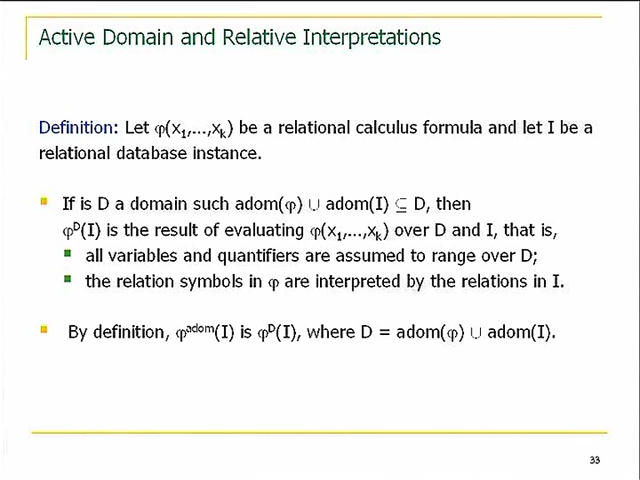 Active Domain and Relative Interpretations
Definition: Let φ(x₁,…,xₖ) be a relational calculus formula and let I be a
relational database instance.
If is D a domain such adom(φ) ∪ adom(I) ⊆ D, then
φᴰ(I) is the result of evaluating φ(x₁,…,xₖ) over D and I, that is,
all variables and quantifiers are assumed to range over D;
the relation symbols in φ are interpreted by the relations in I.
By definition, φᵃᵈᵒᵐ(I) is φᴰ(I), where D = adom(φ) ∪ adom(I).
33